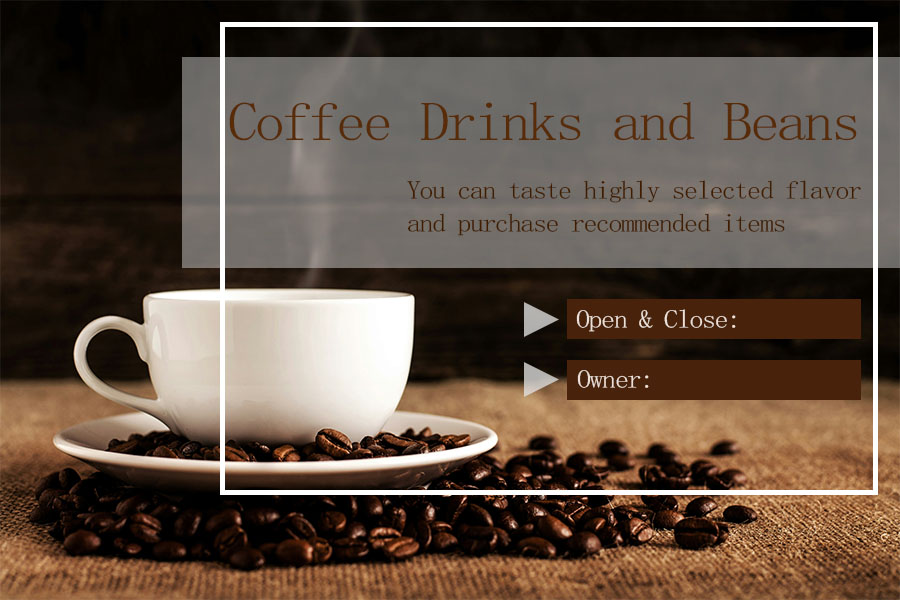 Coffee Drinks and Beans
You can taste highly selected flavor
and purchase recommended items
Open & Close:
Owner: